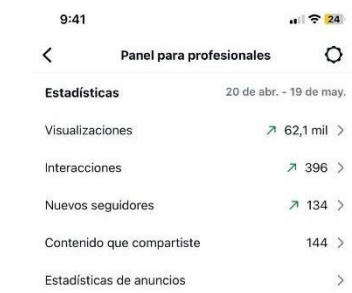 9:41
24
Panel para profesionales
Estadísticas 20 de abr. - 19 de may.
Visualizaciones 62,1 mil
Interacciones 396
Nuevos seguidores 134
Contenido que compartiste 144
Estadísticas de anuncios